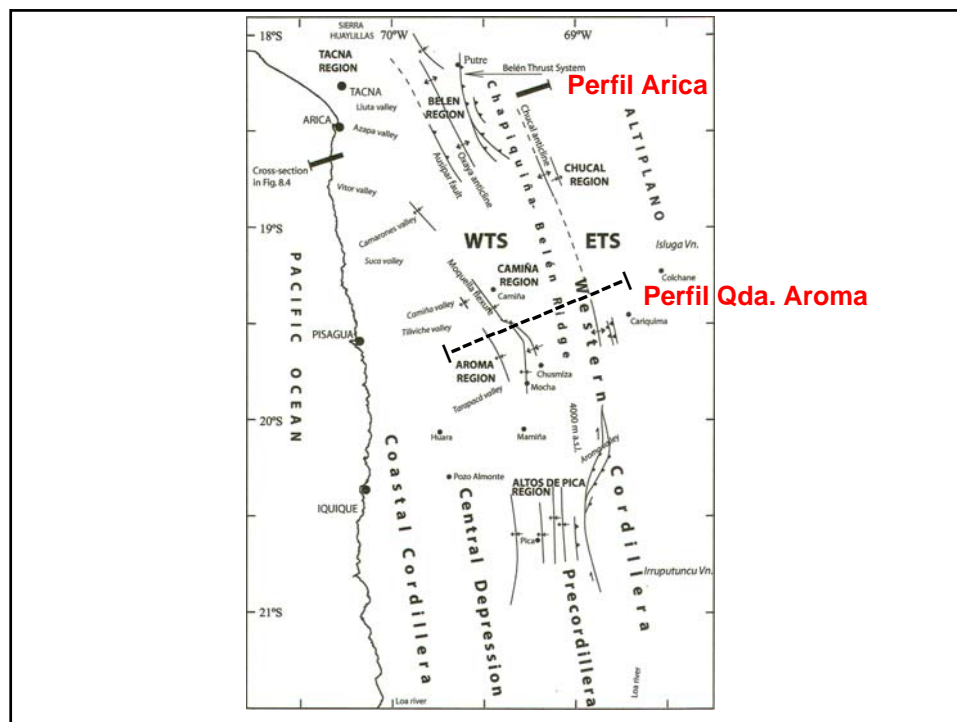 SIERRA
HUAYLILLAS
18°S
70°W
69°W
TACNA
REGION
TACNA
Putre
Belén Thrust System
Perfil Arica
Lluta valley
BELEN
REGION
ARICA
Azapa valley
Chapiquiña- Belén Ridge
Chucal anticline
ALTIPLANO
Cross-section
in Fig. 8.4
Vitor valley
Ausipar fault
Oxaya anticline
CHUCAL
REGION
19°S
Camarones valley
WTS
ETS
Isluga Vn.
Suca valley
CAMIÑA
REGION
Colchane
PACIFIC OCEAN
Moquella flexure
Camiña
Perfil Qda. Aroma
Camiña valley
Cariquima
PISAGUA
Tiliviche valley
AROMA
REGION
Chusmiza
Mocha
Tarapacá valley
Western Cordillera
4000 m a.s.l.
20°S
Huara
Mamiña
Aroma valley
Coastal Cordillera
Pozo Almonte
ALTOS DE PICA
REGION
IQUIQUE
Central Depression
Pica
Precordillera
Irruputuncu Vn.
21°S
Loa river
Loa river